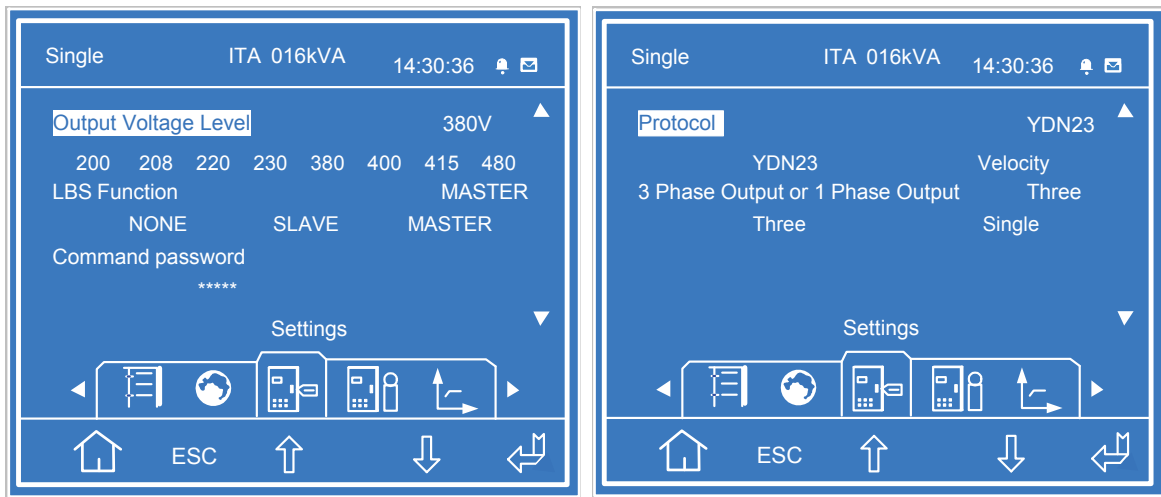 Single ITA 016kVA 14:30:36
Output Voltage Level 380V
200 208 220 230 380 400 415 480
LBS Function MASTER
NONE SLAVE MASTER
Command password
*****
Settings
ESC
Single ITA 016kVA 14:30:36
Protocol YDN23
YDN23 Velocity
3 Phase Output or 1 Phase Output Three
Three Single
Settings
ESC